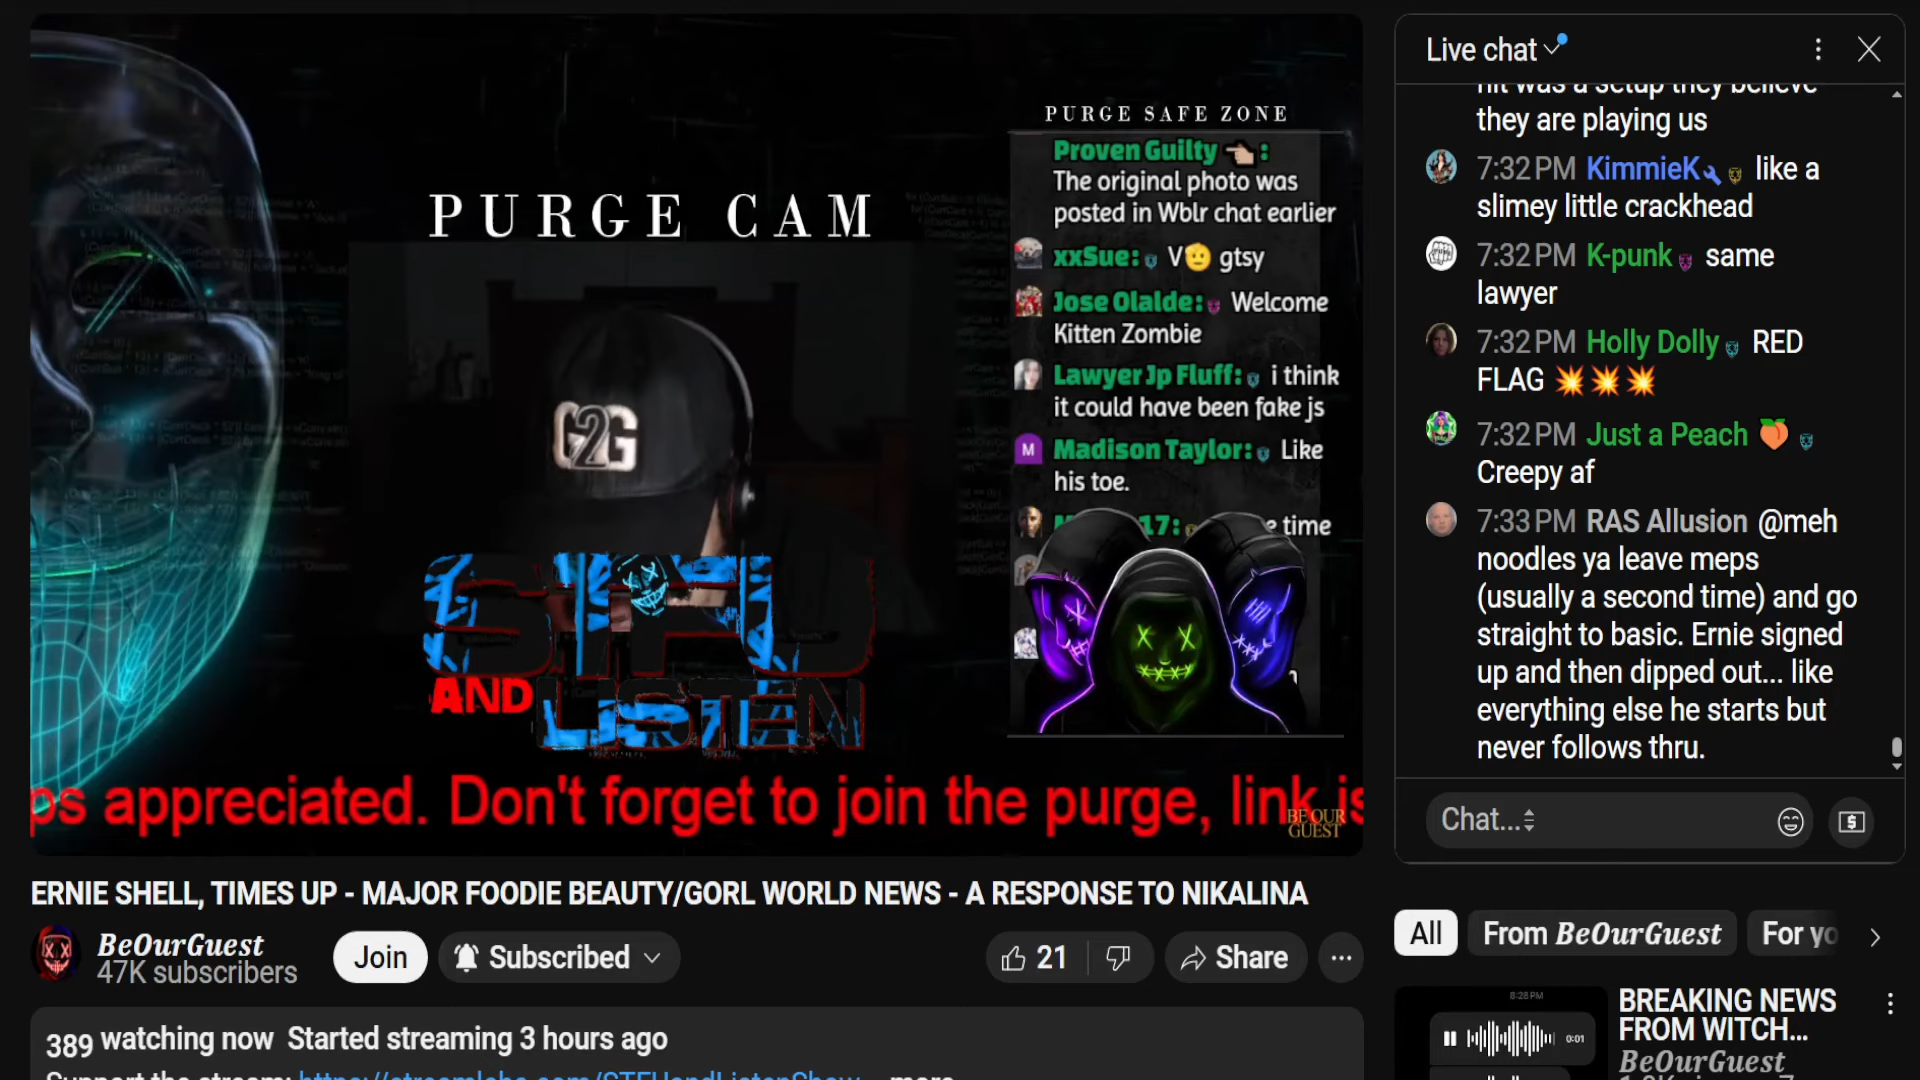 PURGE CAM
G2G
STFU
AND LISTEN
ps appreciated. Don't forget to join the purge, link is
BE OUR
GUEST
PURGE SAFE ZONE
Proven Guilty 👈🏼:
The original photo was
posted in Wblr chat earlier
xxSue: V🫡 gtsy
Jose Olalde: Welcome
Kitten Zombie
Lawyer Jp Fluff: i think
it could have been fake js
M
Madison Taylor: Like
his toe.
17: time
ERNIE SHELL, TIMES UP - MAJOR FOODIE BEAUTY/GORL WORLD NEWS - A RESPONSE TO NIKALINA
BeOurGuest
47K subscribers
Join
Subscribed
21
Share
389 watching now Started streaming 3 hours ago
Support the stream: https://streamlabs.com/STFUandListenShow ...more
Live chat
hit was a setup they believe
they are playing us
7:32 PM KimmieK like a
slimey little crackhead
7:32 PM K-punk same
lawyer
7:32 PM Holly Dolly RED
FLAG 💥💥💥
7:32 PM Just a Peach 🍑
Creepy af
7:33 PM RAS Allusion @meh
noodles ya leave meps
(usually a second time) and go
straight to basic. Ernie signed
up and then dipped out... like
everything else he starts but
never follows thru.
Chat...
All
From BeOurGuest
For yo
8:28 PM
0:01
BREAKING NEWS
FROM WITCH...
BeOurGuest